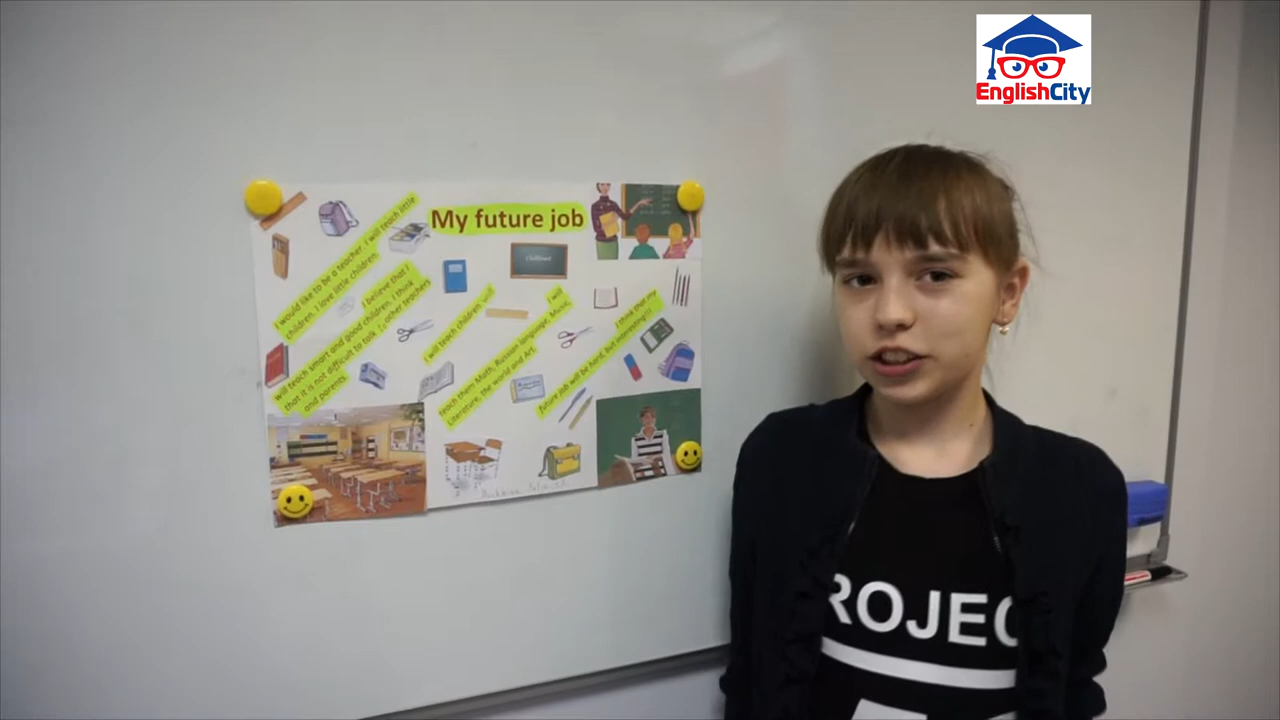 EnglishCity
My future job
I would like to be a teacher. I will teach little
children. I love little children.
I believe that I
will teach smart and good children. I think
that it is not difficult to talk to other teachers
and parents.
I will teach children well.
I will
teach them Math, Russian language, Music,
Literature, the world and Art.
I think that my
future job will be hard, but interesting!!!
ROJEC